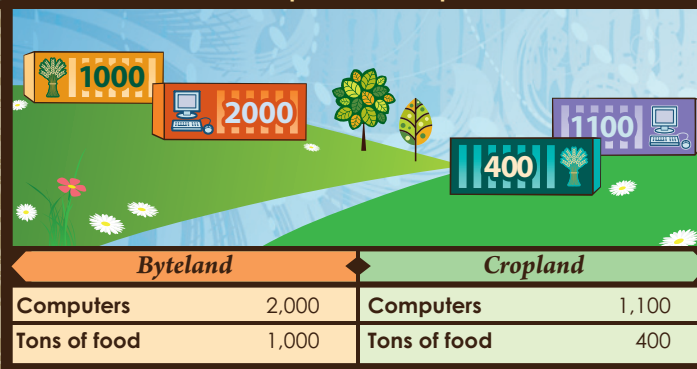 1000
2000
1100
400
Byteland Cropland
Computers 2,000 Computers 1,100
Tons of food 1,000 Tons of food 400